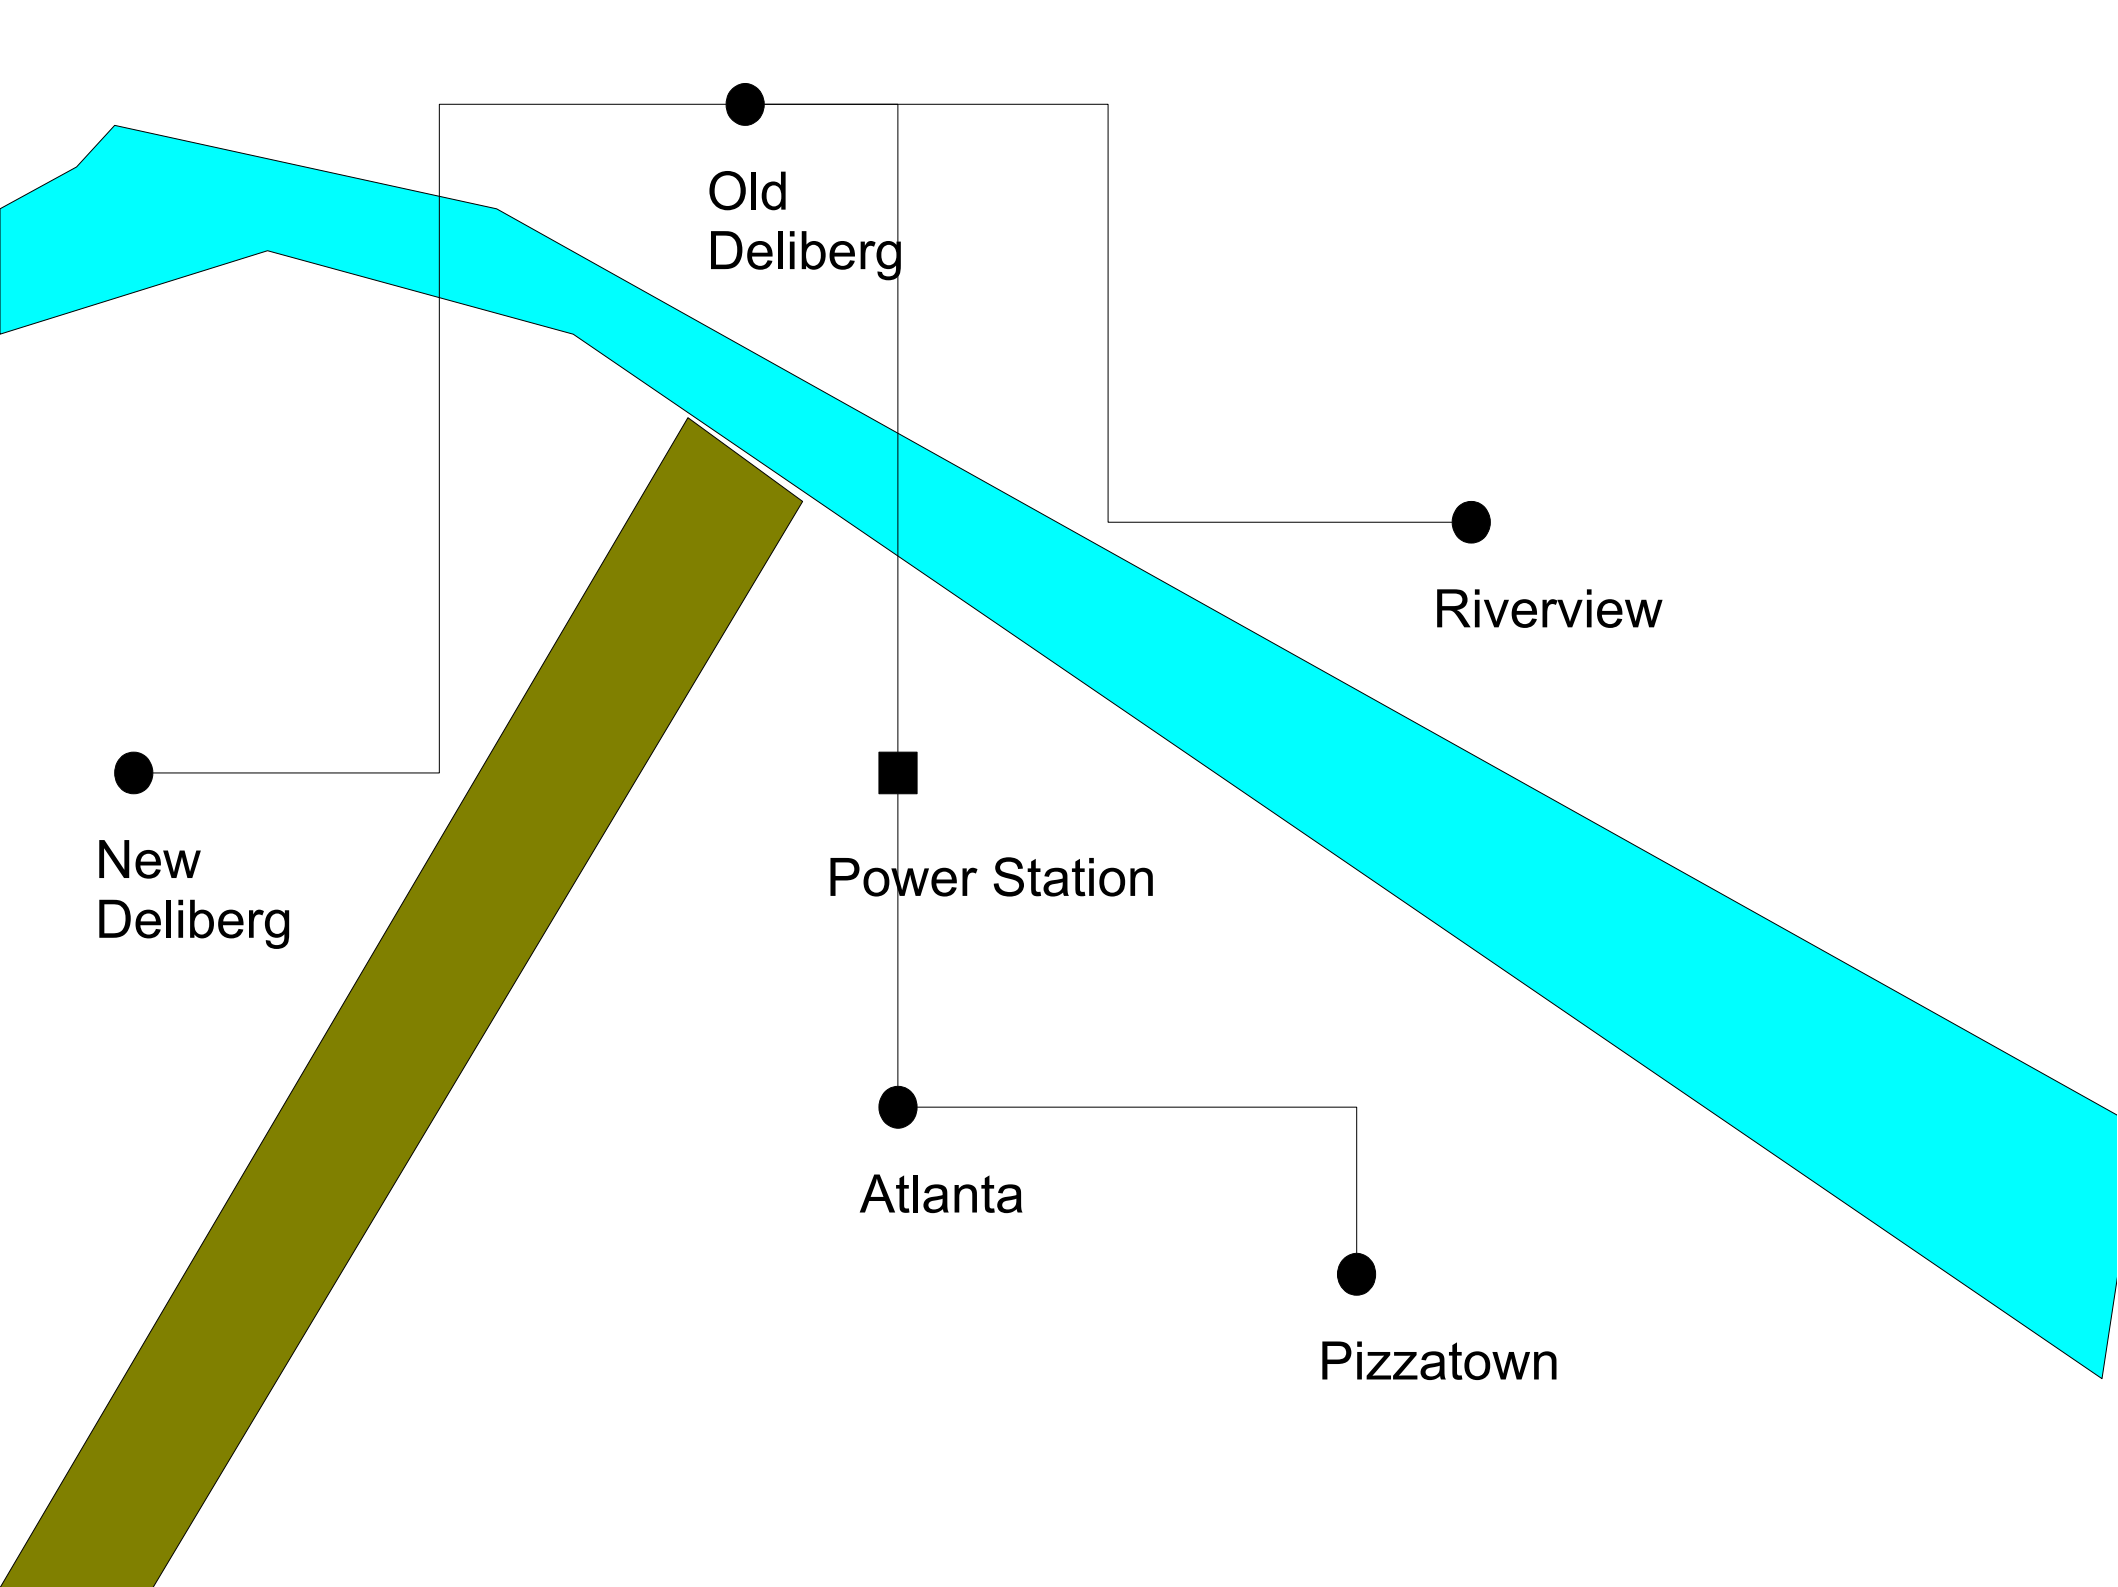 Old
Deliberg
Riverview
New
Deliberg
Power Station
Atlanta
Pizzatown